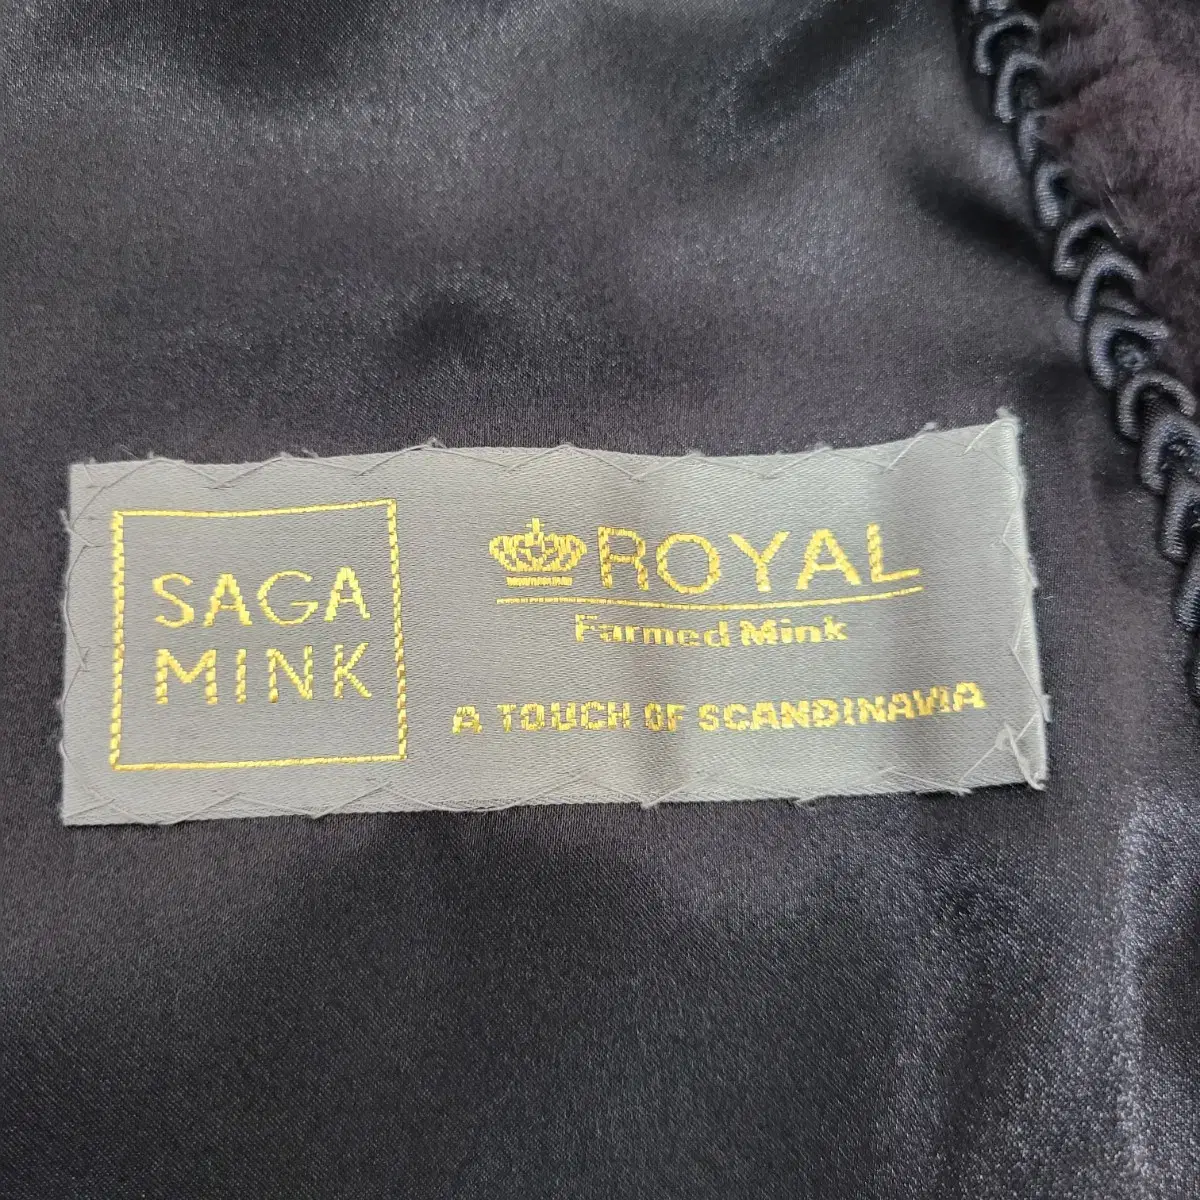 SAGA
MINK
ROYAL
Farmed Mink
A TOUCH OF SCANDINAVIA